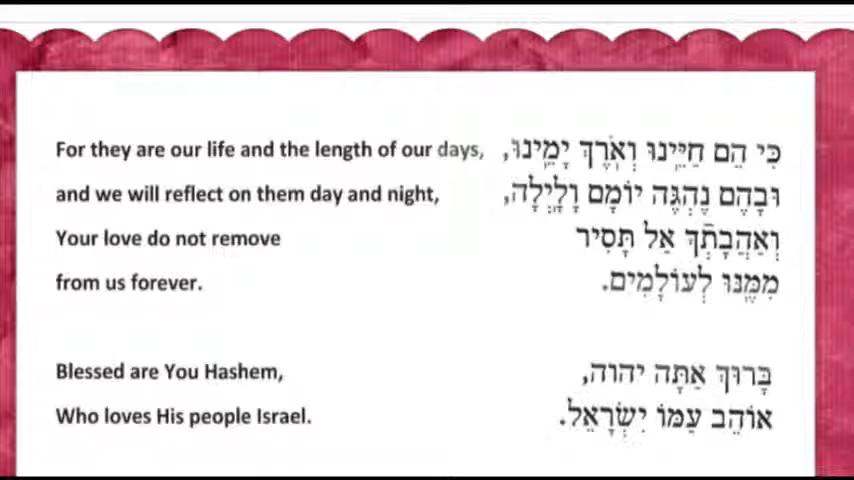 For they are our life and the length of our days,
and we will reflect on them day and night,
Your love do not remove
from us forever.
Blessed are You Hashem,
Who loves His people Israel.
כִּי הֵם חַיֵּינוּ וְאֹרֶךְ יָמֵינוּ,
וּבָהֶם נֶהְגֶּה יוֹמָם וָלָיְלָה,
וְאַהֲבָתְךָ אַל תָּסִיר
מִמֶּנּוּ לְעוֹלָמִים.
בָּרוּךְ אַתָּה יהוה,
אוֹהֵב עַמּוֹ יִשְׂרָאֵל.